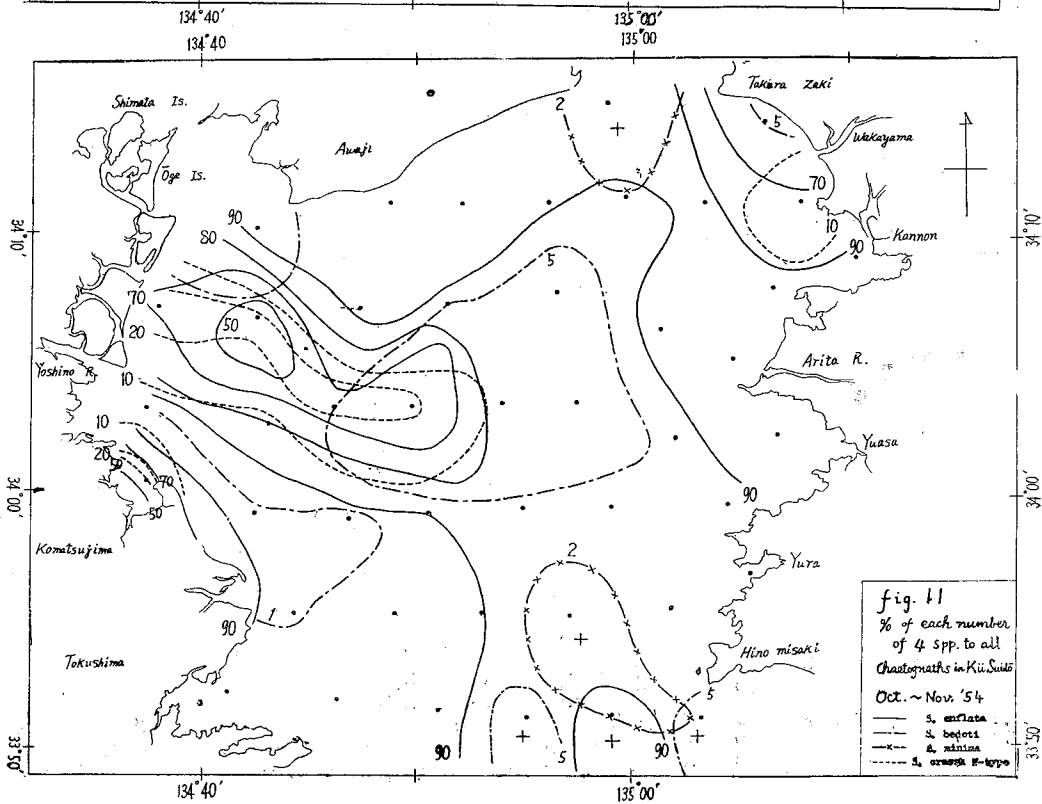 134°40'
135°00'
134°40
135°00
Shimata Is.
Takura Zaki
2
5
Wakayama
Awaji
Ōge Is.
70
90
10
34°10'
80
Kannon
90
34°10'
5
70
50
20
Arita R.
Yoshino R.
10
10
Yuasa
20
50
70
90
34°00'
50
34°00'
Komatsujima
2
Yura
1
90
Hino misaki
Tokushima
5
90
5
90
33°50'
33°50'
134°40'
135°00'
fig. 11
% of each number
of 4 spp. to all
Chaetognaths in Kii Suidō
Oct. ~ Nov. '54
S. enflata
S. bedoti
S. minima
S. crassa N-type